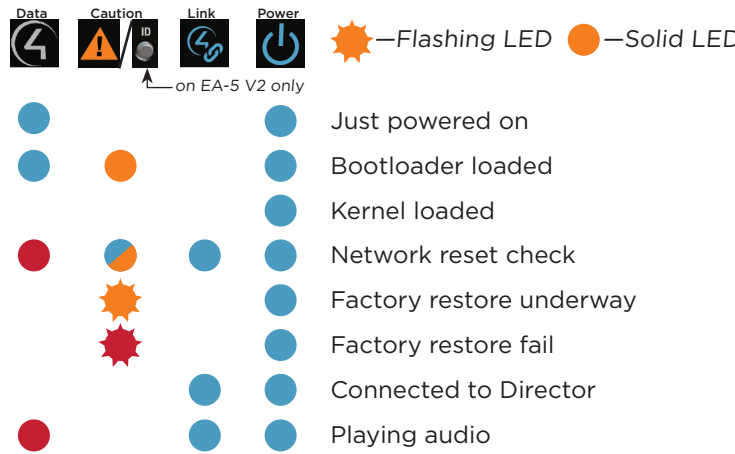 Data Caution Link Power
ID
—Flashing LED —Solid LED
on EA-5 V2 only
Just powered on
Bootloader loaded
Kernel loaded
Network reset check
Factory restore underway
Factory restore fail
Connected to Director
Playing audio